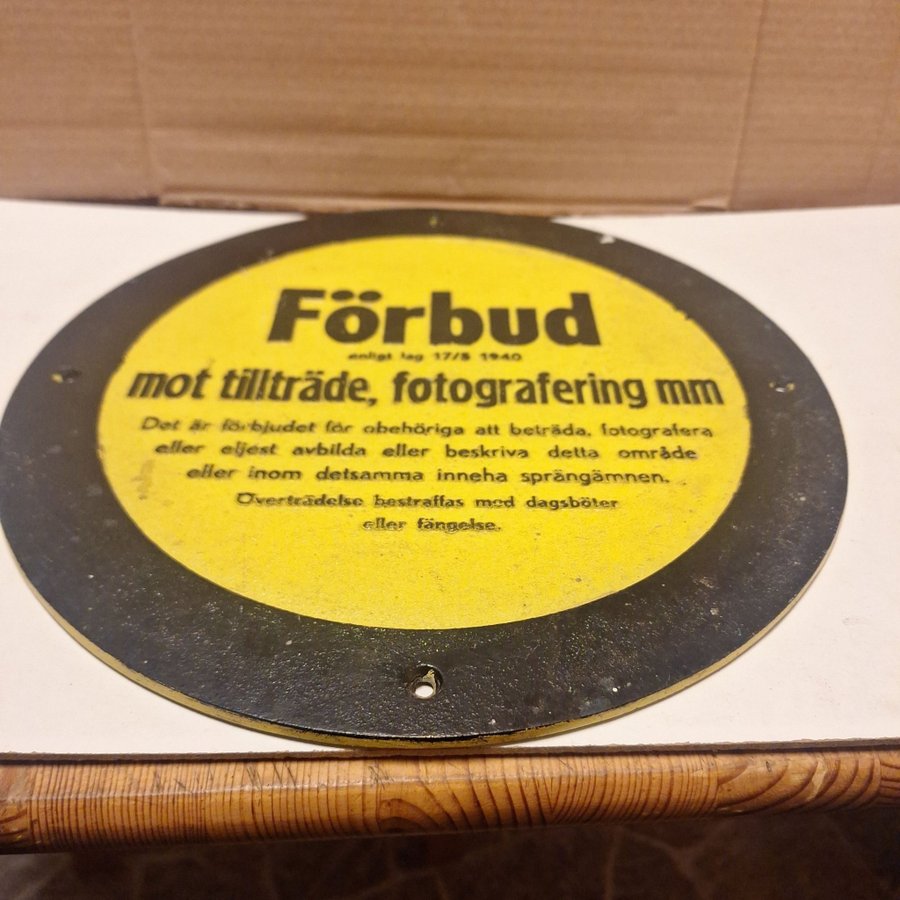 Förbud
enligt lag 17/5 1940
mot tillträde, fotografering mm
Det är förbjudet för obehöriga att beträda, fotografera
eller eljest avbilda eller beskriva detta område
eller inom detsamma inneha sprängämnen.
Överträdelse bestraffas med dagsböter
eller fängelse.